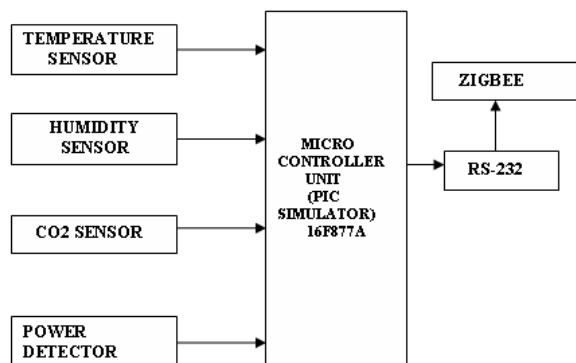 TEMPERATURE
SENSOR
HUMIDITY
SENSOR
CO2 SENSOR
POWER
DETECTOR
MICRO
CONTROLLER
UNIT
(PIC
SIMULATOR)
16F877A
ZIGBEE
RS-232